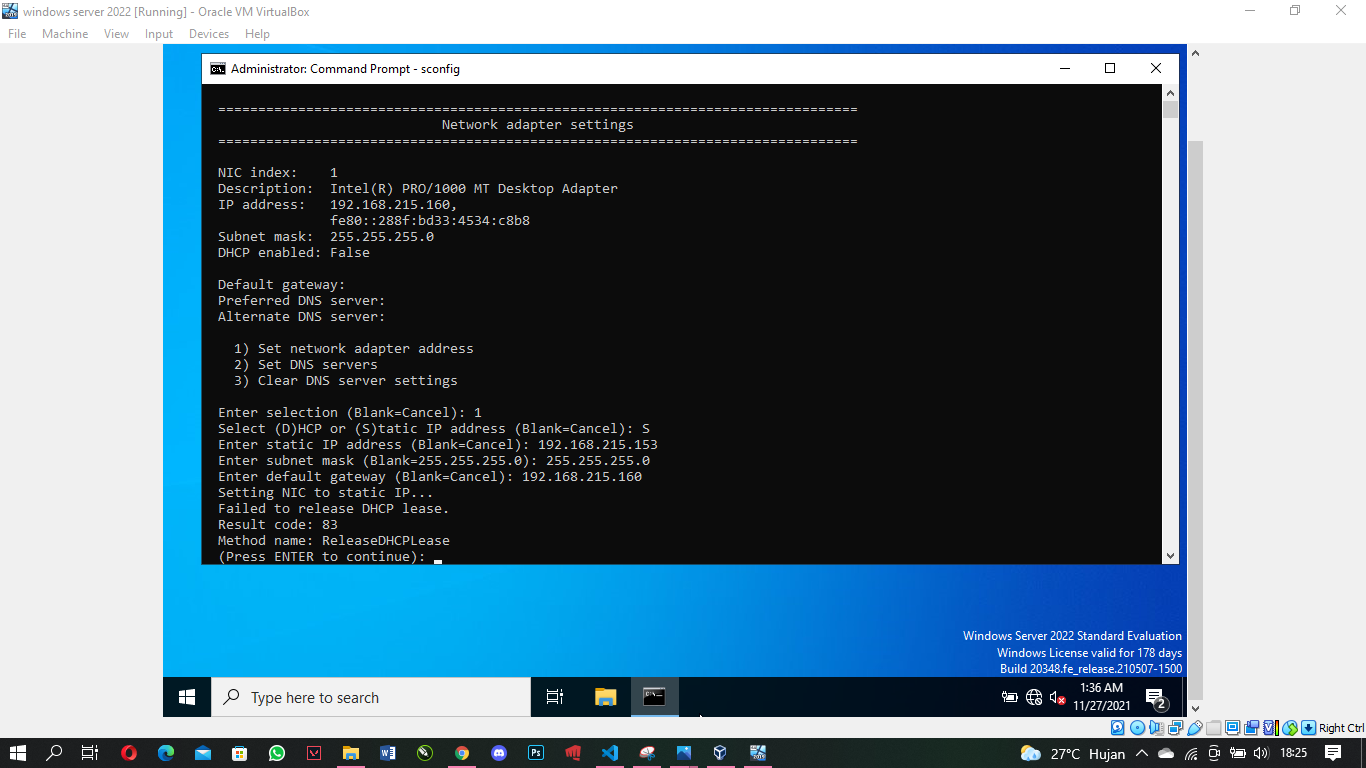 windows server 2022 [Running] - Oracle VM VirtualBox
File Machine View Input Devices Help
Administrator: Command Prompt - sconfig
================================================================================
Network adapter settings
================================================================================
NIC index: 1
Description: Intel(R) PRO/1000 MT Desktop Adapter
IP address: 192.168.215.160,
fe80::288f:bd33:4534:c8b8
Subnet mask: 255.255.255.0
DHCP enabled: False
Default gateway:
Preferred DNS server:
Alternate DNS server:
1) Set network adapter address
2) Set DNS servers
3) Clear DNS server settings
Enter selection (Blank=Cancel): 1
Select (D)HCP or (S)tatic IP address (Blank=Cancel): S
Enter static IP address (Blank=Cancel): 192.168.215.153
Enter subnet mask (Blank=255.255.255.0): 255.255.255.0
Enter default gateway (Blank=Cancel): 192.168.215.160
Setting NIC to static IP...
Failed to release DHCP lease.
Result code: 83
Method name: ReleaseDHCPLease
(Press ENTER to continue):
Windows Server 2022 Standard Evaluation
Windows License valid for 178 days
Build 20348.fe_release.210507-1500
Type here to search
1:36 AM
11/27/2021
2
Right Ctrl
27°C Hujan
18:25